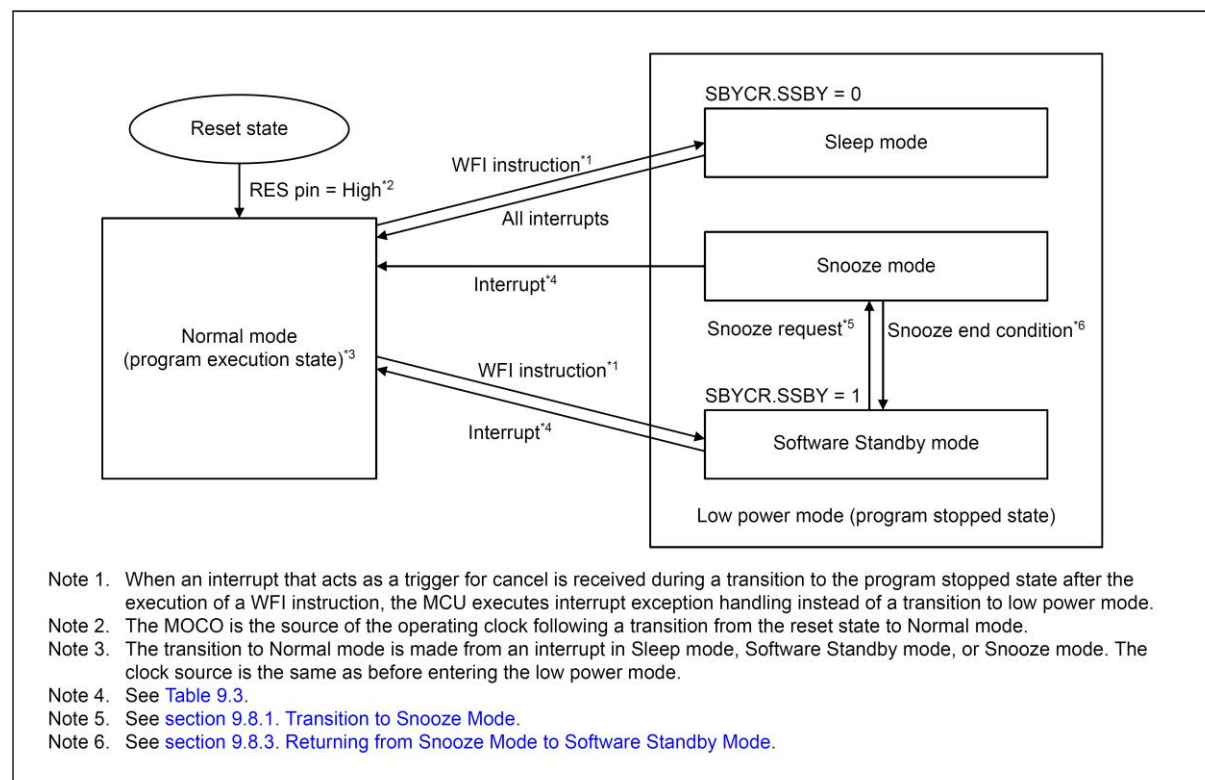 Reset state
RES pin = High*2
Normal mode
(program execution state)*3
WFI instruction*1
All interrupts
Interrupt*4
WFI instruction*1
Interrupt*4
SBYCR.SSBY = 0
Sleep mode
Snooze mode
Snooze request*5
Snooze end condition*6
SBYCR.SSBY = 1
Software Standby mode
Low power mode (program stopped state)
Note 1. When an interrupt that acts as a trigger for cancel is received during a transition to the program stopped state after the
execution of a WFI instruction, the MCU executes interrupt exception handling instead of a transition to low power mode.
Note 2. The MOCO is the source of the operating clock following a transition from the reset state to Normal mode.
Note 3. The transition to Normal mode is made from an interrupt in Sleep mode, Software Standby mode, or Snooze mode. The
clock source is the same as before entering the low power mode.
Note 4. See Table 9.3.
Note 5. See section 9.8.1. Transition to Snooze Mode.
Note 6. See section 9.8.3. Returning from Snooze Mode to Software Standby Mode.